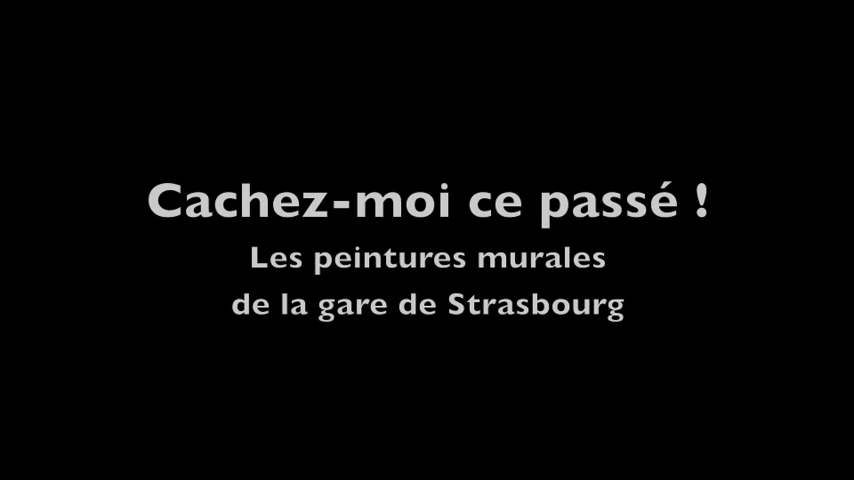 Cachez-moi ce passé !
Les peintures murales
de la gare de Strasbourg